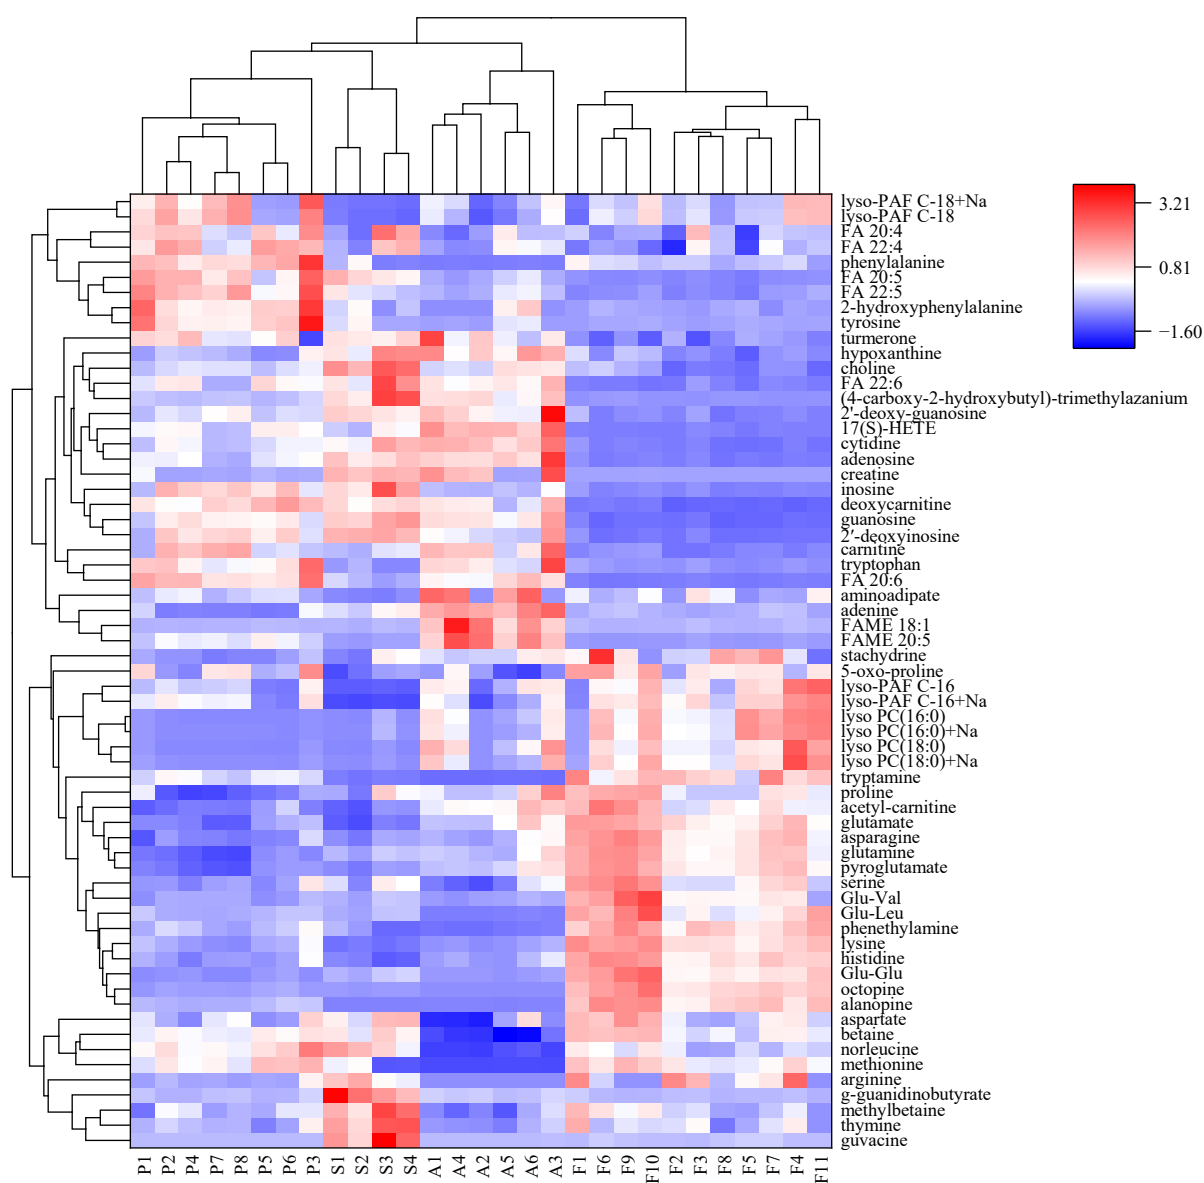 lyso-PAF C-18+Na
lyso-PAF C-18
FA 20:4
FA 22:4
phenylalanine
FA 20:5
FA 22:5
2-hydroxyphenylalanine
tyrosine
turmerone
hypoxanthine
choline
FA 22:6
(4-carboxy-2-hydroxybutyl)-trimethylazanium
2'-deoxy-guanosine
17(S)-HETE
cytidine
adenosine
creatine
inosine
deoxycarnitine
guanosine
2'-deoxyinosine
carnitine
tryptophan
FA 20:6
aminoadipate
adenine
FAME 18:1
FAME 20:5
stachydrine
5-oxo-proline
lyso-PAF C-16
lyso-PAF C-16+Na
lyso PC(16:0)
lyso PC(16:0)+Na
lyso PC(18:0)
lyso PC(18:0)+Na
tryptamine
proline
acetyl-carnitine
glutamate
asparagine
glutamine
pyroglutamate
serine
Glu-Val
Glu-Leu
phenethylamine
lysine
histidine
Glu-Glu
octopine
alanopine
aspartate
betaine
norleucine
methionine
arginine
g-guanidinobutyrate
methylbetaine
thymine
guvacine
P1 P2 P4 P7 P8 P5 P6 P3 S1 S2 S3 S4 A1 A4 A2 A5 A6 A3 F1 F6 F9 F10 F2 F3 F8 F5 F7 F4 F11
3.21
0.81
−1.60